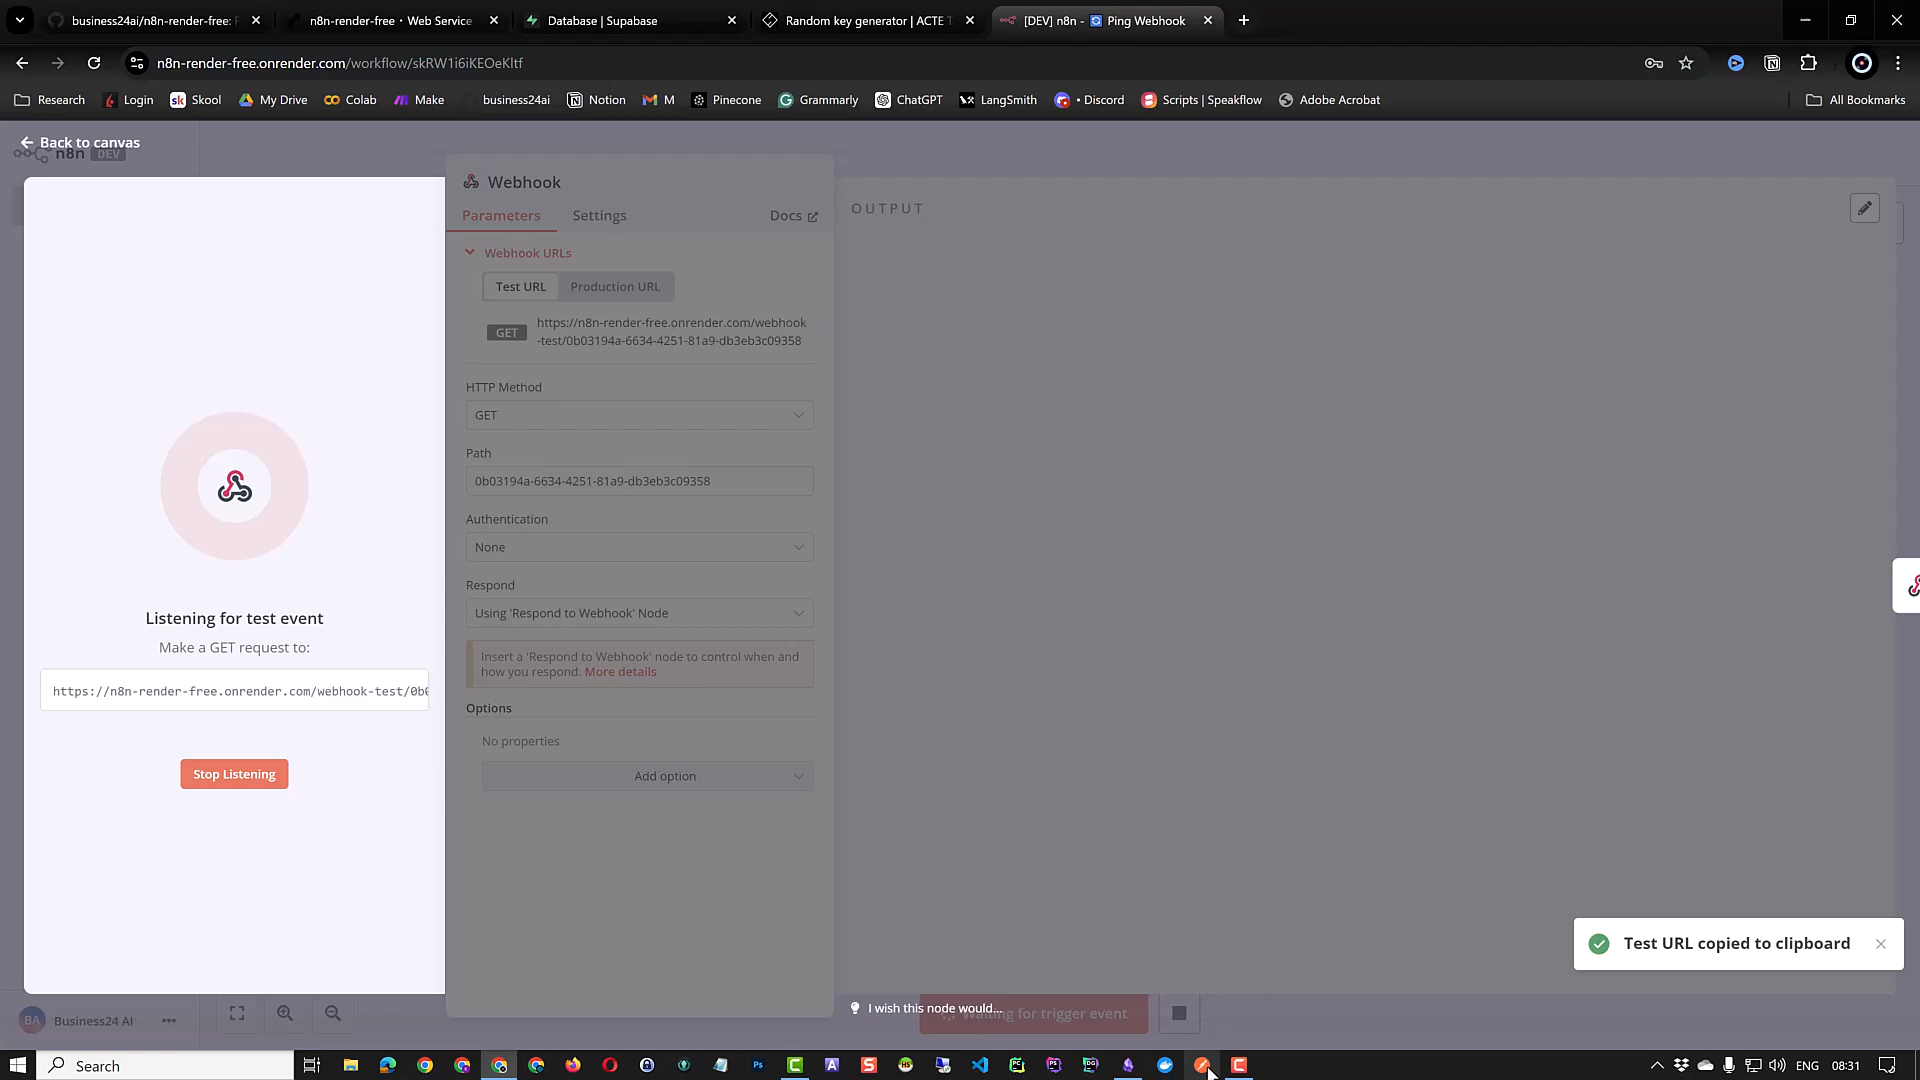 business24ai/n8n-render-free: F
n8n-render-free · Web Service
Database | Supabase
Random key generator | ACTE T
[DEV] n8n - Ping Webhook
n8n-render-free.onrender.com/workflow/skRW1i6iKEOeKltf
Research
Login
Skool
My Drive
Colab
Make
business24ai
Notion
M
Pinecone
Grammarly
ChatGPT
LangSmith
• Discord
Scripts | Speakflow
Adobe Acrobat
All Bookmarks
Back to canvas
n8n DEV
Webhook
Parameters
Settings
Docs
OUTPUT
Webhook URLs
Test URL
Production URL
GET
https://n8n-render-free.onrender.com/webhook
-test/0b03194a-6634-4251-81a9-db3eb3c09358
HTTP Method
GET
Path
0b03194a-6634-4251-81a9-db3eb3c09358
Authentication
None
Respond
Using 'Respond to Webhook' Node
Insert a 'Respond to Webhook' node to control when and
how you respond. More details
Options
No properties
Add option
Listening for test event
Make a GET request to:
https://n8n-render-free.onrender.com/webhook-test/0b0
Stop Listening
Test URL copied to clipboard
I wish this node would...
Waiting for trigger event
BA
Business24 AI
Search
ENG
08:31